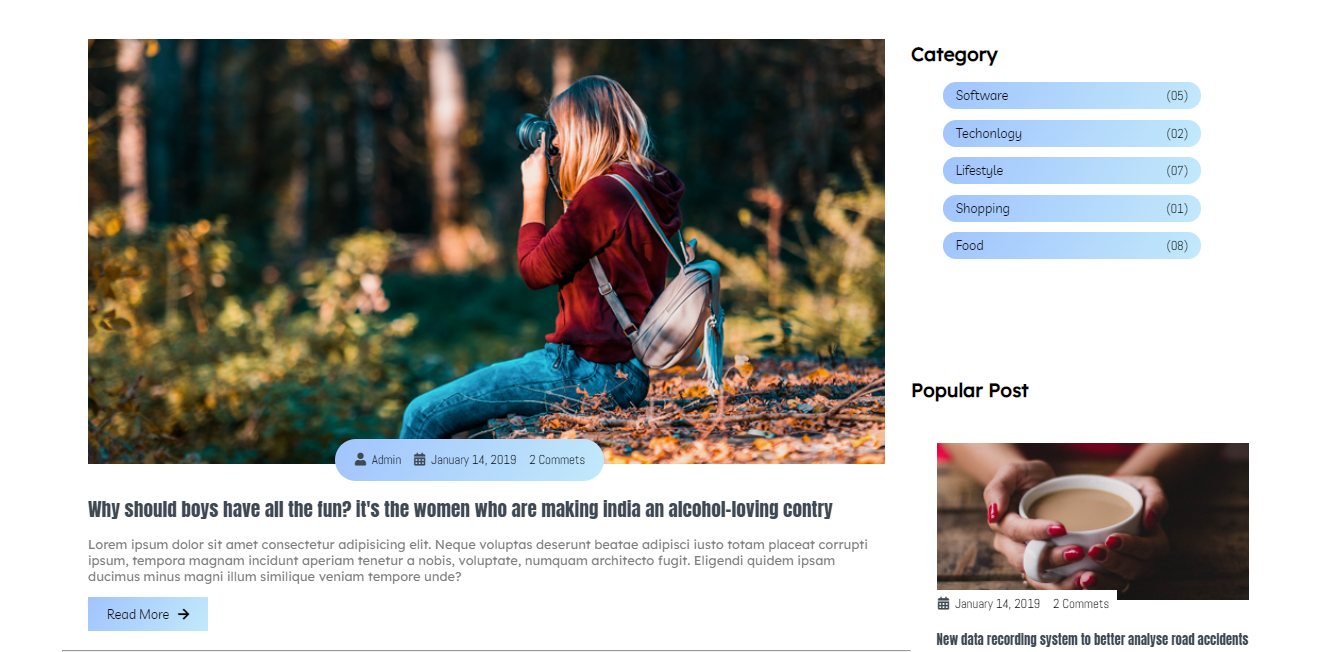 Category
Software (05)
Techonlogy (02)
Lifestyle (07)
Shopping (01)
Food (08)
Admin January 14, 2019 2 Commets
Why should boys have all the fun? it's the women who are making india an alcohol-loving contry
Lorem ipsum dolor sit amet consectetur adipisicing elit. Neque voluptas deserunt beatae adipisci iusto totam placeat corrupti
ipsum, tempora magnam incidunt aperiam tenetur a nobis, voluptate, numquam architecto fugit. Eligendi quidem ipsam
ducimus minus magni illum similique veniam tempore unde?
Read More
Popular Post
January 14, 2019 2 Commets
New data recording system to better analyse road accidents